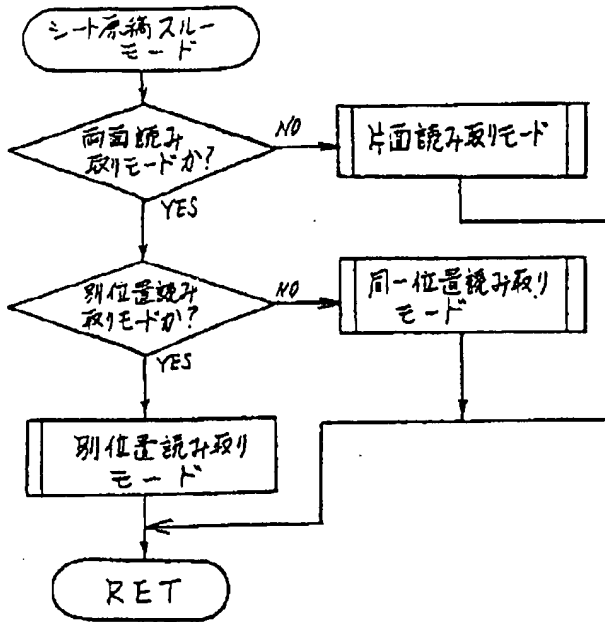 シート原稿スルー
モード
両面読み
取りモードか?
NO
片面読み取りモード
YES
別位置読み
取りモードか?
NO
同一位置読み取り
モード
YES
別位置読み取り
モード
RET